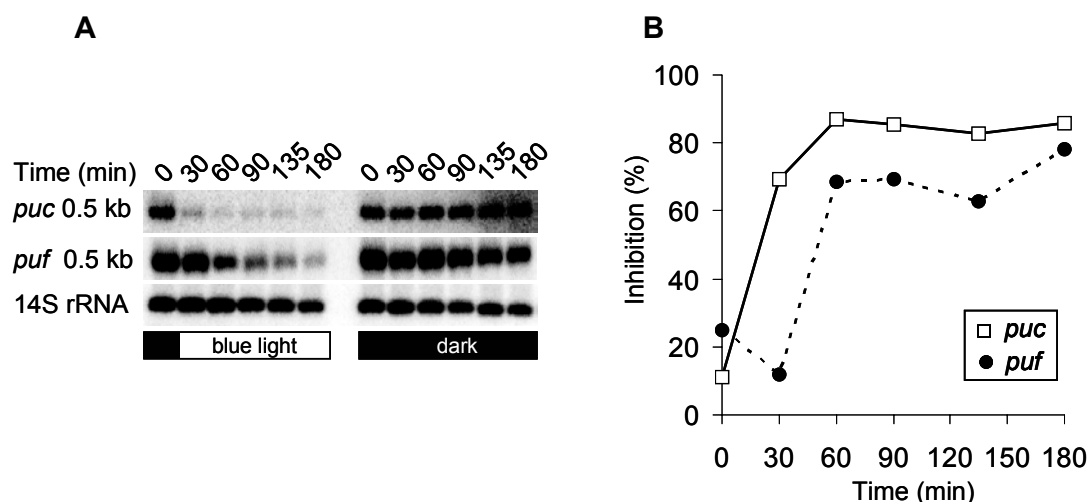 A
Time (min) 0 30 60 90 135 180 0 30 60 90 135 180
puc 0.5 kb
puf 0.5 kb
14S rRNA
blue light dark
B
Inhibition (%)
100
80
60
40
20
0
puc
puf
0 30 60 90 120 150 180
Time (min)